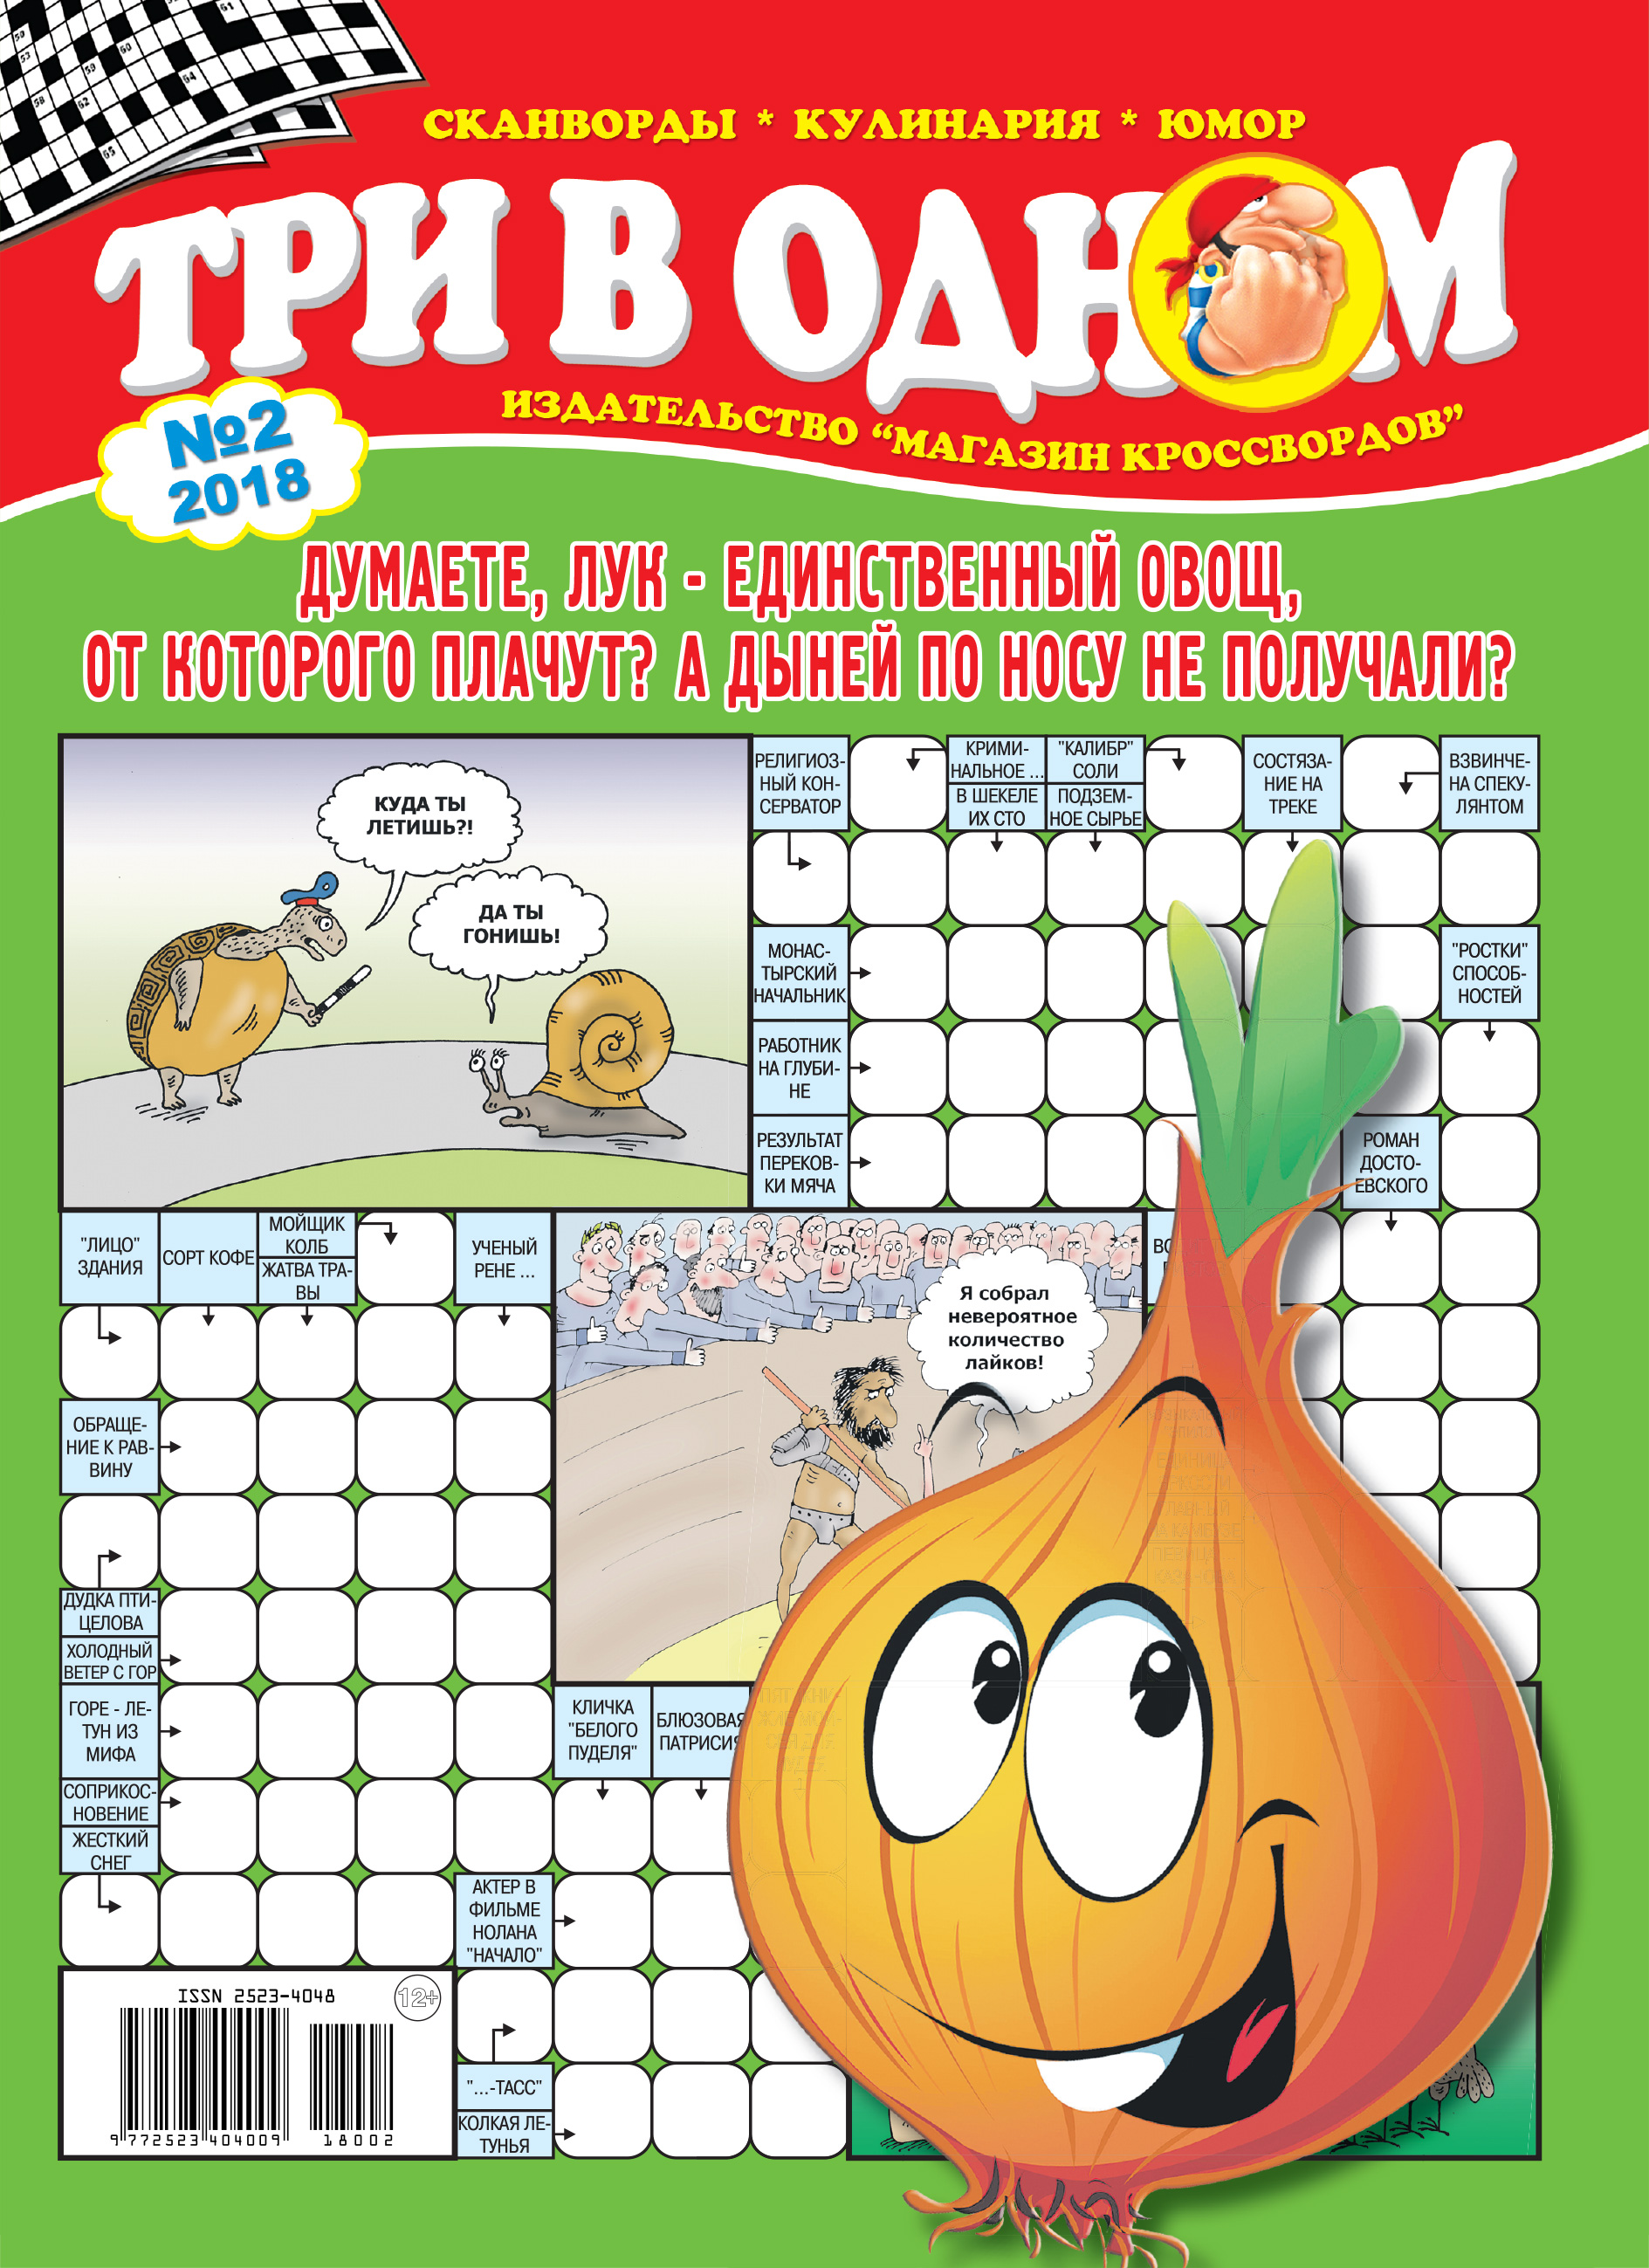 СКАНВОРДЫ * КУЛИНАРИЯ * ЮМОР
ТРИ В ОДНОМ
ИЗДАТЕЛЬСТВО “МАГАЗИН КРОССВОРДОВ”
№2
2018
ДУМАЕТЕ, ЛУК - ЕДИНСТВЕННЫЙ ОВОЩ,
ОТ КОТОРОГО ПЛАЧУТ? А ДЫНЕЙ ПО НОСУ НЕ ПОЛУЧАЛИ?
КУДА ТЫ
ЛЕТИШЬ?!
ДА ТЫ
ГОНИШЬ!
РЕЛИГИОЗ-
НЫЙ КОН-
СЕРВАТОР
КРИМИ-
НАЛЬНОЕ ...
В ШЕКЕЛЕ
ИХ СТО
"КАЛИБР"
СОЛИ
ПОДЗЕМ-
НОЕ СЫРЬЕ
СОСТЯЗА-
НИЕ НА
ТРЕКЕ
ВЗВИНЧЕ-
НА СПЕКУ-
ЛЯНТОМ
МОНАС-
ТЫРСКИЙ
НАЧАЛЬНИК
"РОСТКИ"
СПОСОБ-
НОСТЕЙ
РАБОТНИК
НА ГЛУБИ-
НЕ
РЕЗУЛЬТАТ
ПЕРЕКОВ-
КИ МЯЧА
РОМАН
ДОСТО-
ЕВСКОГО
"ЛИЦО"
ЗДАНИЯ
СОРТ КОФЕ
МОЙЩИК
КОЛБ
ЖАТВА ТРА-
ВЫ
УЧЕНЫЙ
РЕНЕ ...
Я собрал
невероятное
количество
лайков!
ОБРАЩЕ-
НИЕ К РАВ-
ВИНУ
ДУДКА ПТИ-
ЦЕЛОВА
ХОЛОДНЫЙ
ВЕТЕР С ГОР
ГОРЕ - ЛЕ-
ТУН ИЗ
МИФА
КЛИЧКА
"БЕЛОГО
ПУДЕЛЯ"
БЛЮЗОВАЯ
ПАТРИСИЯ
СОПРИКОС-
НОВЕНИЕ
ЖЕСТКИЙ
СНЕГ
АКТЕР В
ФИЛЬМЕ
НОЛАНА
"НАЧАЛО"
"...-ТАСС"
КОЛКАЯ ЛЕ-
ТУНЬЯ
ISSN 2523-4048
12+
9 772523 404009
18002